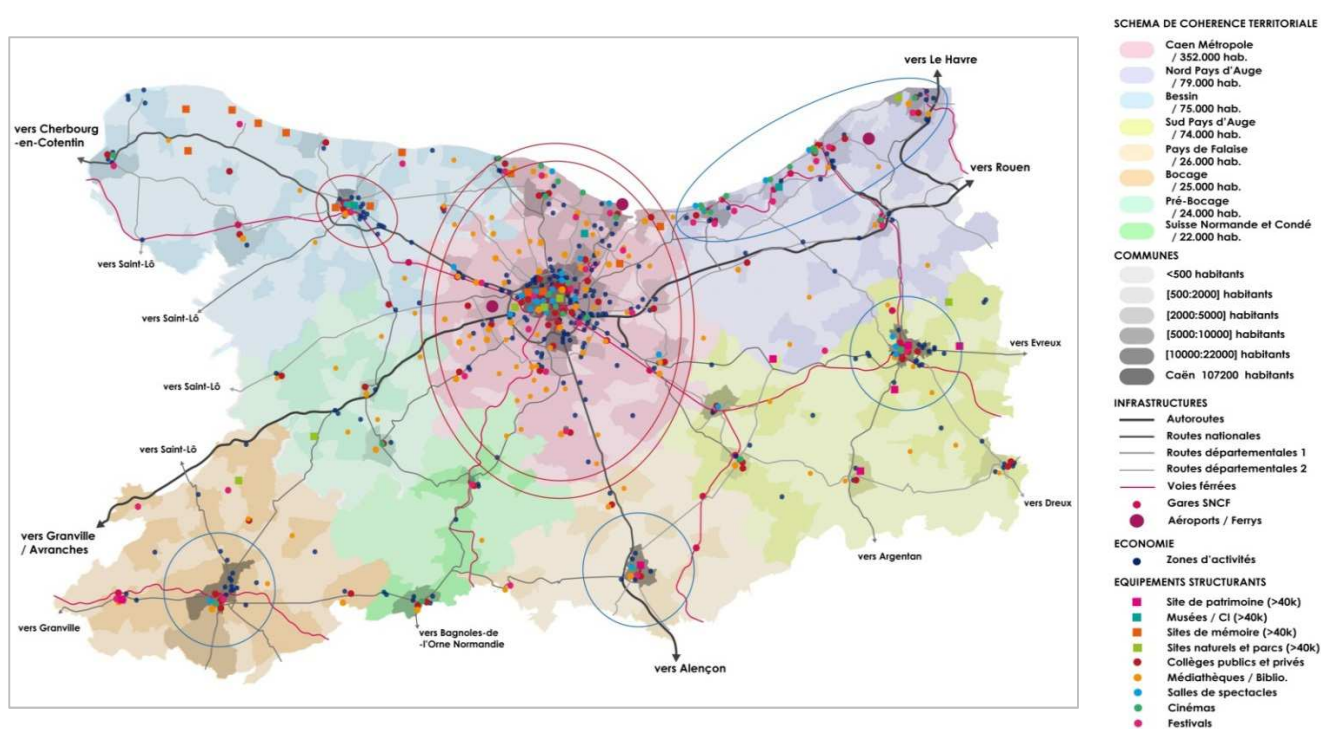 vers Le Havre
vers Cherbourg
-en-Cotentin
vers Rouen
vers Saint-Lô
vers Saint-Lô
vers Evreux
vers Saint-Lô
vers Saint-Lô
vers Dreux
vers Granville
/ Avranches
vers Argentan
vers Granville
vers Bagnoles-de
-l'Orne Normandie
vers Alençon
SCHEMA DE COHERENCE TERRITORIALE
Caen Métropole
/ 352.000 hab.
Nord Pays d'Auge
/ 79.000 hab.
Bessin
/ 75.000 hab.
Sud Pays d'Auge
/ 74.000 hab.
Pays de Falaise
/ 26.000 hab.
Bocage
/ 25.000 hab.
Pré-Bocage
/ 24.000 hab.
Suisse Normande et Condé
/ 22.000 hab.
COMMUNES
<500 habitants
[500:2000] habitants
[2000:5000] habitants
[5000:10000] habitants
[10000:22000] habitants
Caën 107200 habitants
INFRASTRUCTURES
Autoroutes
Routes nationales
Routes départementales 1
Routes départementales 2
Voies férrées
Gares SNCF
Aéroports / Ferrys
ECONOMIE
Zones d'activités
EQUIPEMENTS STRUCTURANTS
Site de patrimoine (>40k)
Musées / CI (>40k)
Sites de mémoire (>40k)
Sites naturels et parcs (>40k)
Collèges publics et privés
Médiathèques / Biblio.
Salles de spectacles
Cinémas
Festivals